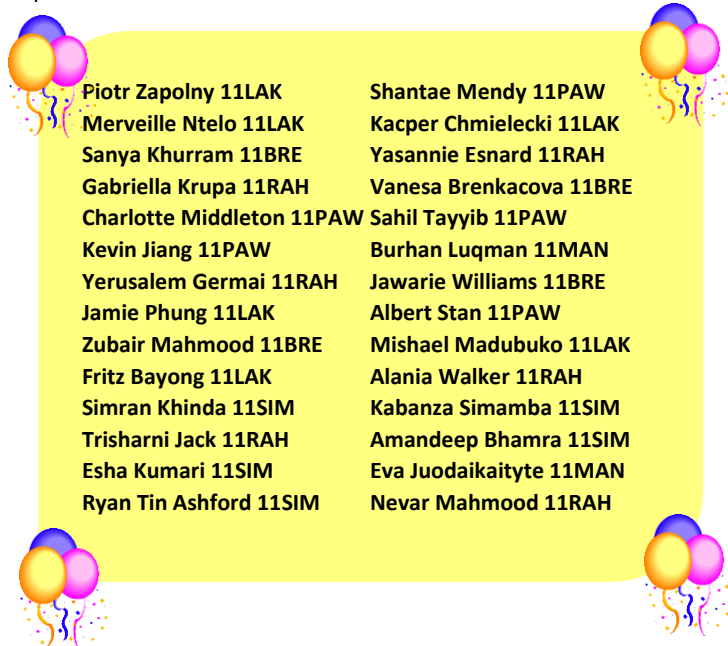 Piotr Zapolny 11LAK
Merveille Ntelo 11LAK
Sanya Khurram 11BRE
Gabriella Krupa 11RAH
Charlotte Middleton 11PAW
Kevin Jiang 11PAW
Yerusalem Germai 11RAH
Jamie Phung 11LAK
Zubair Mahmood 11BRE
Fritz Bayong 11LAK
Simran Khinda 11SIM
Trisharni Jack 11RAH
Esha Kumari 11SIM
Ryan Tin Ashford 11SIM
Shantae Mendy 11PAW
Kacper Chmielecki 11LAK
Yasannie Esnard 11RAH
Vanesa Brenkacova 11BRE
Sahil Tayyib 11PAW
Burhan Luqman 11MAN
Jawarie Williams 11BRE
Albert Stan 11PAW
Mishael Madubuko 11LAK
Alania Walker 11RAH
Kabanza Simamba 11SIM
Amandeep Bhamra 11SIM
Eva Juodaikaityte 11MAN
Nevar Mahmood 11RAH